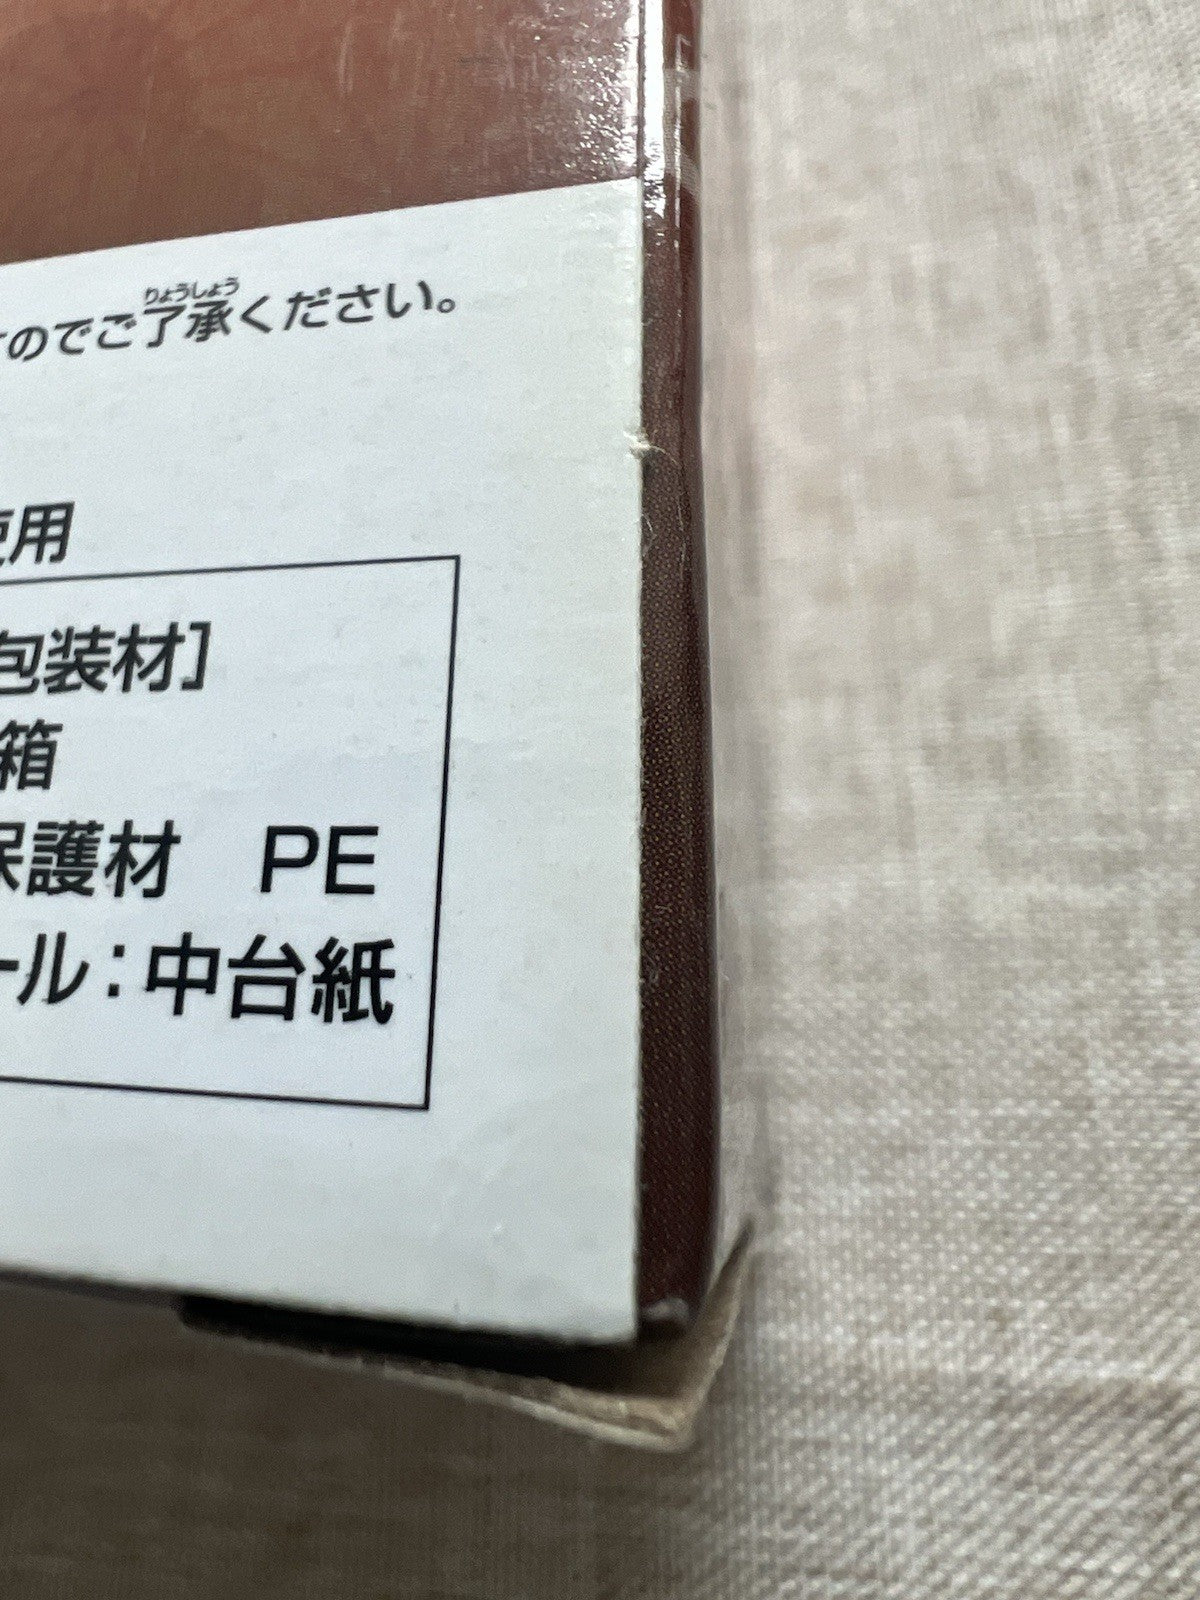 りょうしょう
のでご了承ください。
使用
包装材]
箱
保護材 PE
ール:中台紙